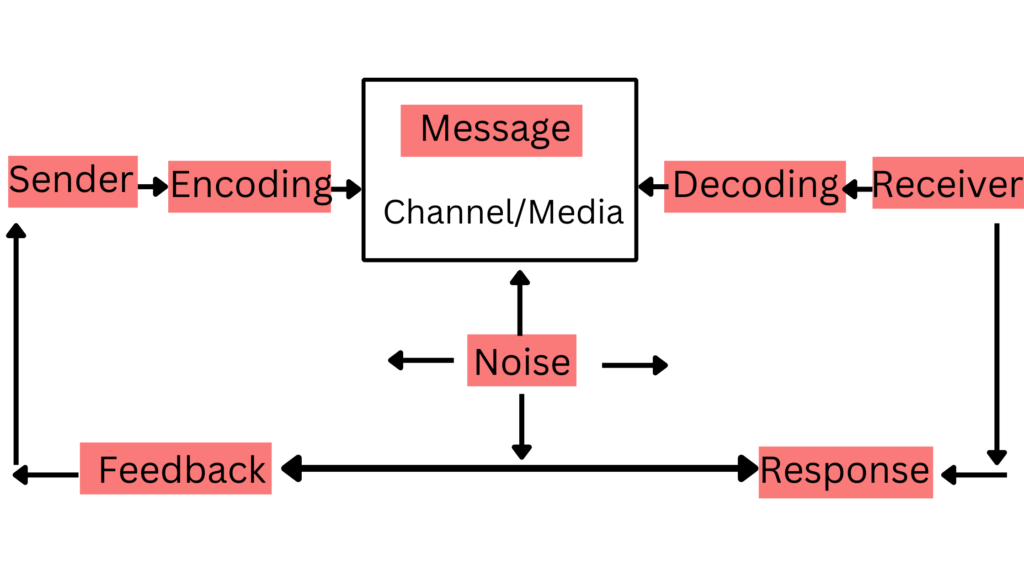 Message
Sender
Encoding
Decoding
Receiver
Channel/Media
Noise
Feedback
Response